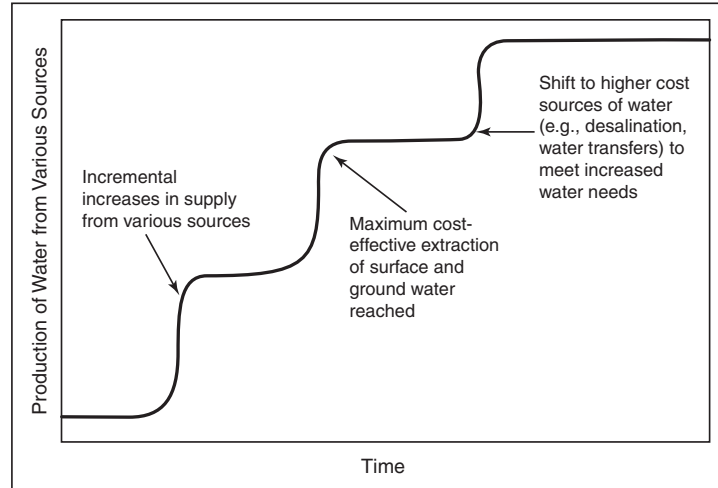 Production of Water from Various Sources
Incremental
increases in supply
from various sources
Maximum cost-
effective extraction
of surface and
ground water
reached
Shift to higher cost
sources of water
(e.g., desalination,
water transfers) to
meet increased
water needs
Time